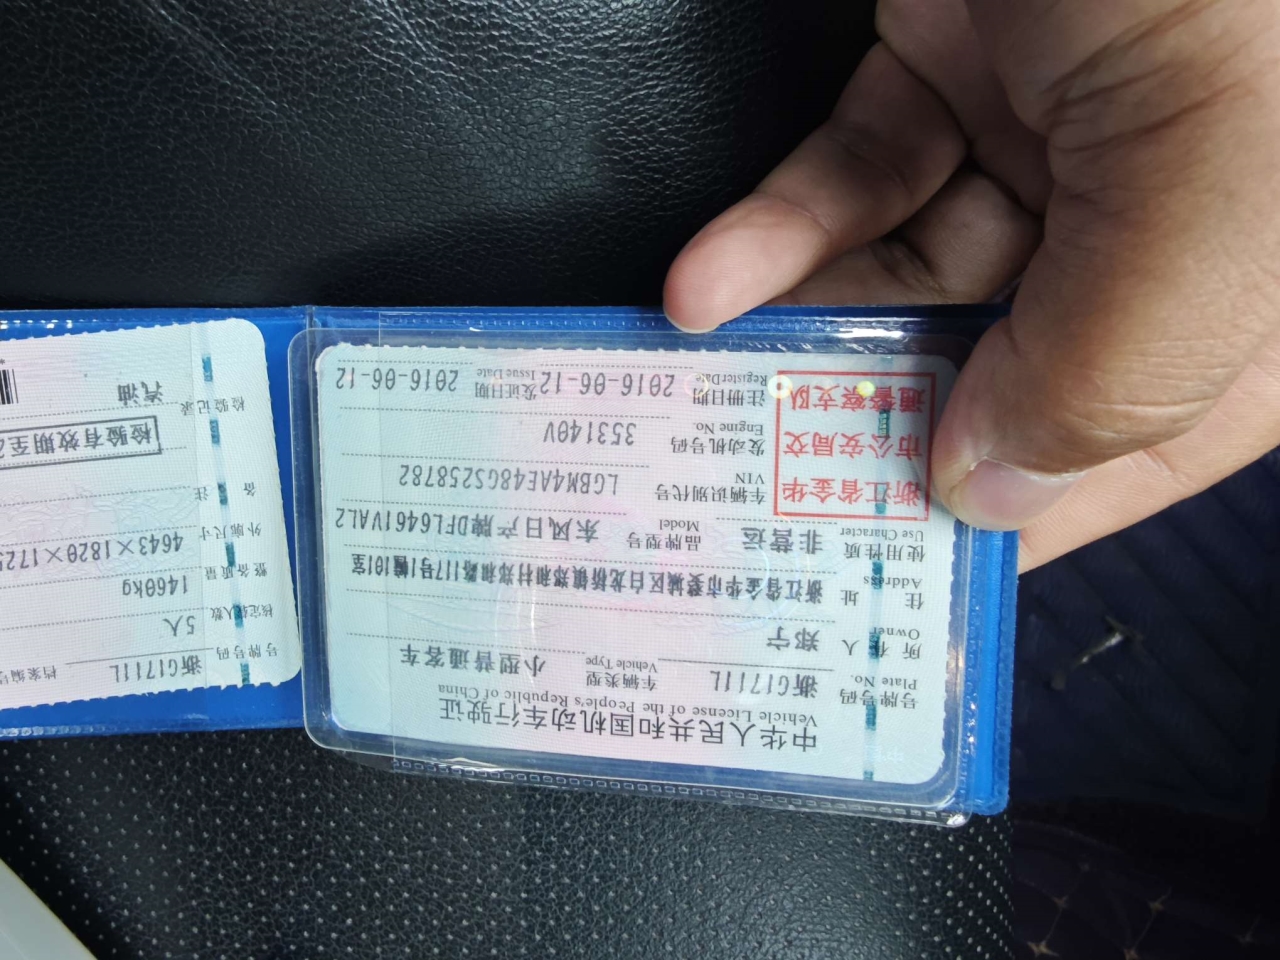 中华人民共和国机动车行驶证
Vehicle License of the People's Republic of China
号牌号码 浙G1711L 车辆类型 小型普通客车
Plate No. Vehicle Type
所有人 郑宁
Owner
住址 浙江省金华市婺城区白龙桥镇郑和村郑和路117号1幢101室
Address
使用性质 非营运 品牌型号 东风日产牌DFL6461VAL2
Use Character Model
浙江省金华
市公安局交
通警察支队
车辆识别代号 LGBM4AE48GS258782
VIN
发动机号码 353140V
Engine No.
注册日期 2016-06-12 发证日期 2016-06-12
Register Date Issue Date
号牌号码 浙G1711L 档案编
核定载人数 5人
整备质量 1460kg
外廓尺寸 4643×1820×172
备注
检验有效期至
检验记录 汽油